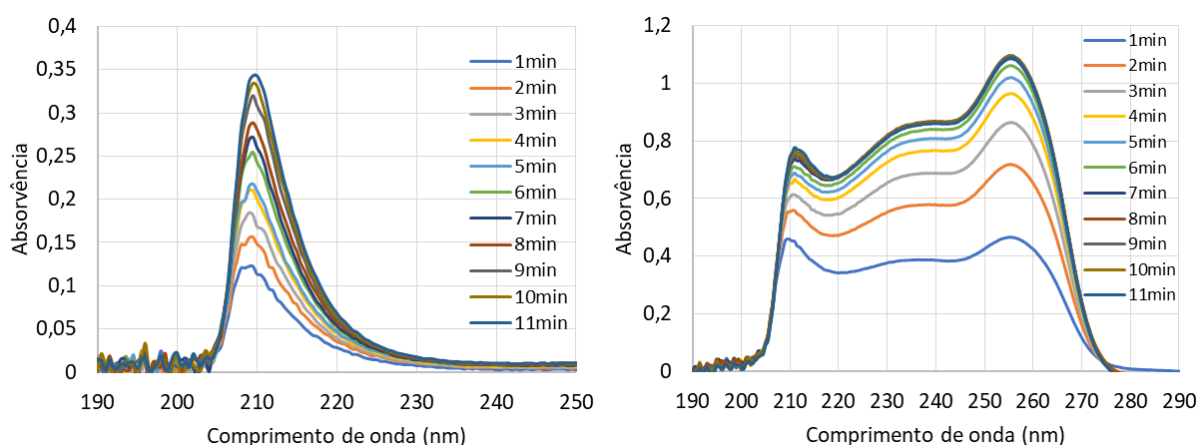 0,4
0,35
0,3
0,25
0,2
0,15
0,1
0,05
0
Absorvência
190 200 210 220 230 240 250
Comprimento de onda (nm)
1min
2min
3min
4min
5min
6min
7min
8min
9min
10min
11min
1,2
1
0,8
0,6
0,4
0,2
0
Absorvência
190 200 210 220 230 240 250 260 270 280 290
Comprimento de onda (nm)
1min
2min
3min
4min
5min
6min
7min
8min
9min
10min
11min